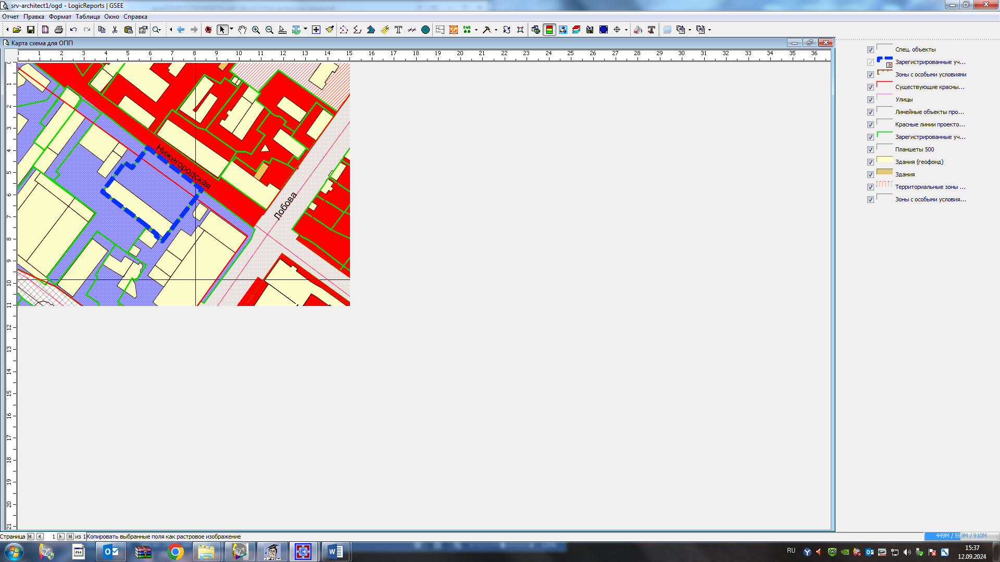 srv-architect1/ogd - LogicReports | GSEE
Отчет Правка Формат Таблица Окно Справка
Карта схема для ОПП
0 1 2 3 4 5 6 7 8 9 10 11 12 13 14 15 16 17 18 19 20 21 22 23 24 25 26 27 28 29 30 31 32 33 34 35 36
0
1
2
3
4
5
6
7
8
9
10
11
12
13
14
15
16
17
18
19
20
21
Нижегородская
Лобова
Спец. объекты
Зарегистрированные уч...
Зоны с особыми условиями
Существующие красны...
Улицы
Линейные объекты про...
Красные линии проекто...
Зарегистрированные уч...
Планшеты 500
Здания (геофонд)
Здания
Территориальные зоны ...
Зоны с особыми условия...
Страница 1 из 1 Копировать выбранные поля как растровое изображение
449M / 599M / 910M
RU
15:37
12.09.2024